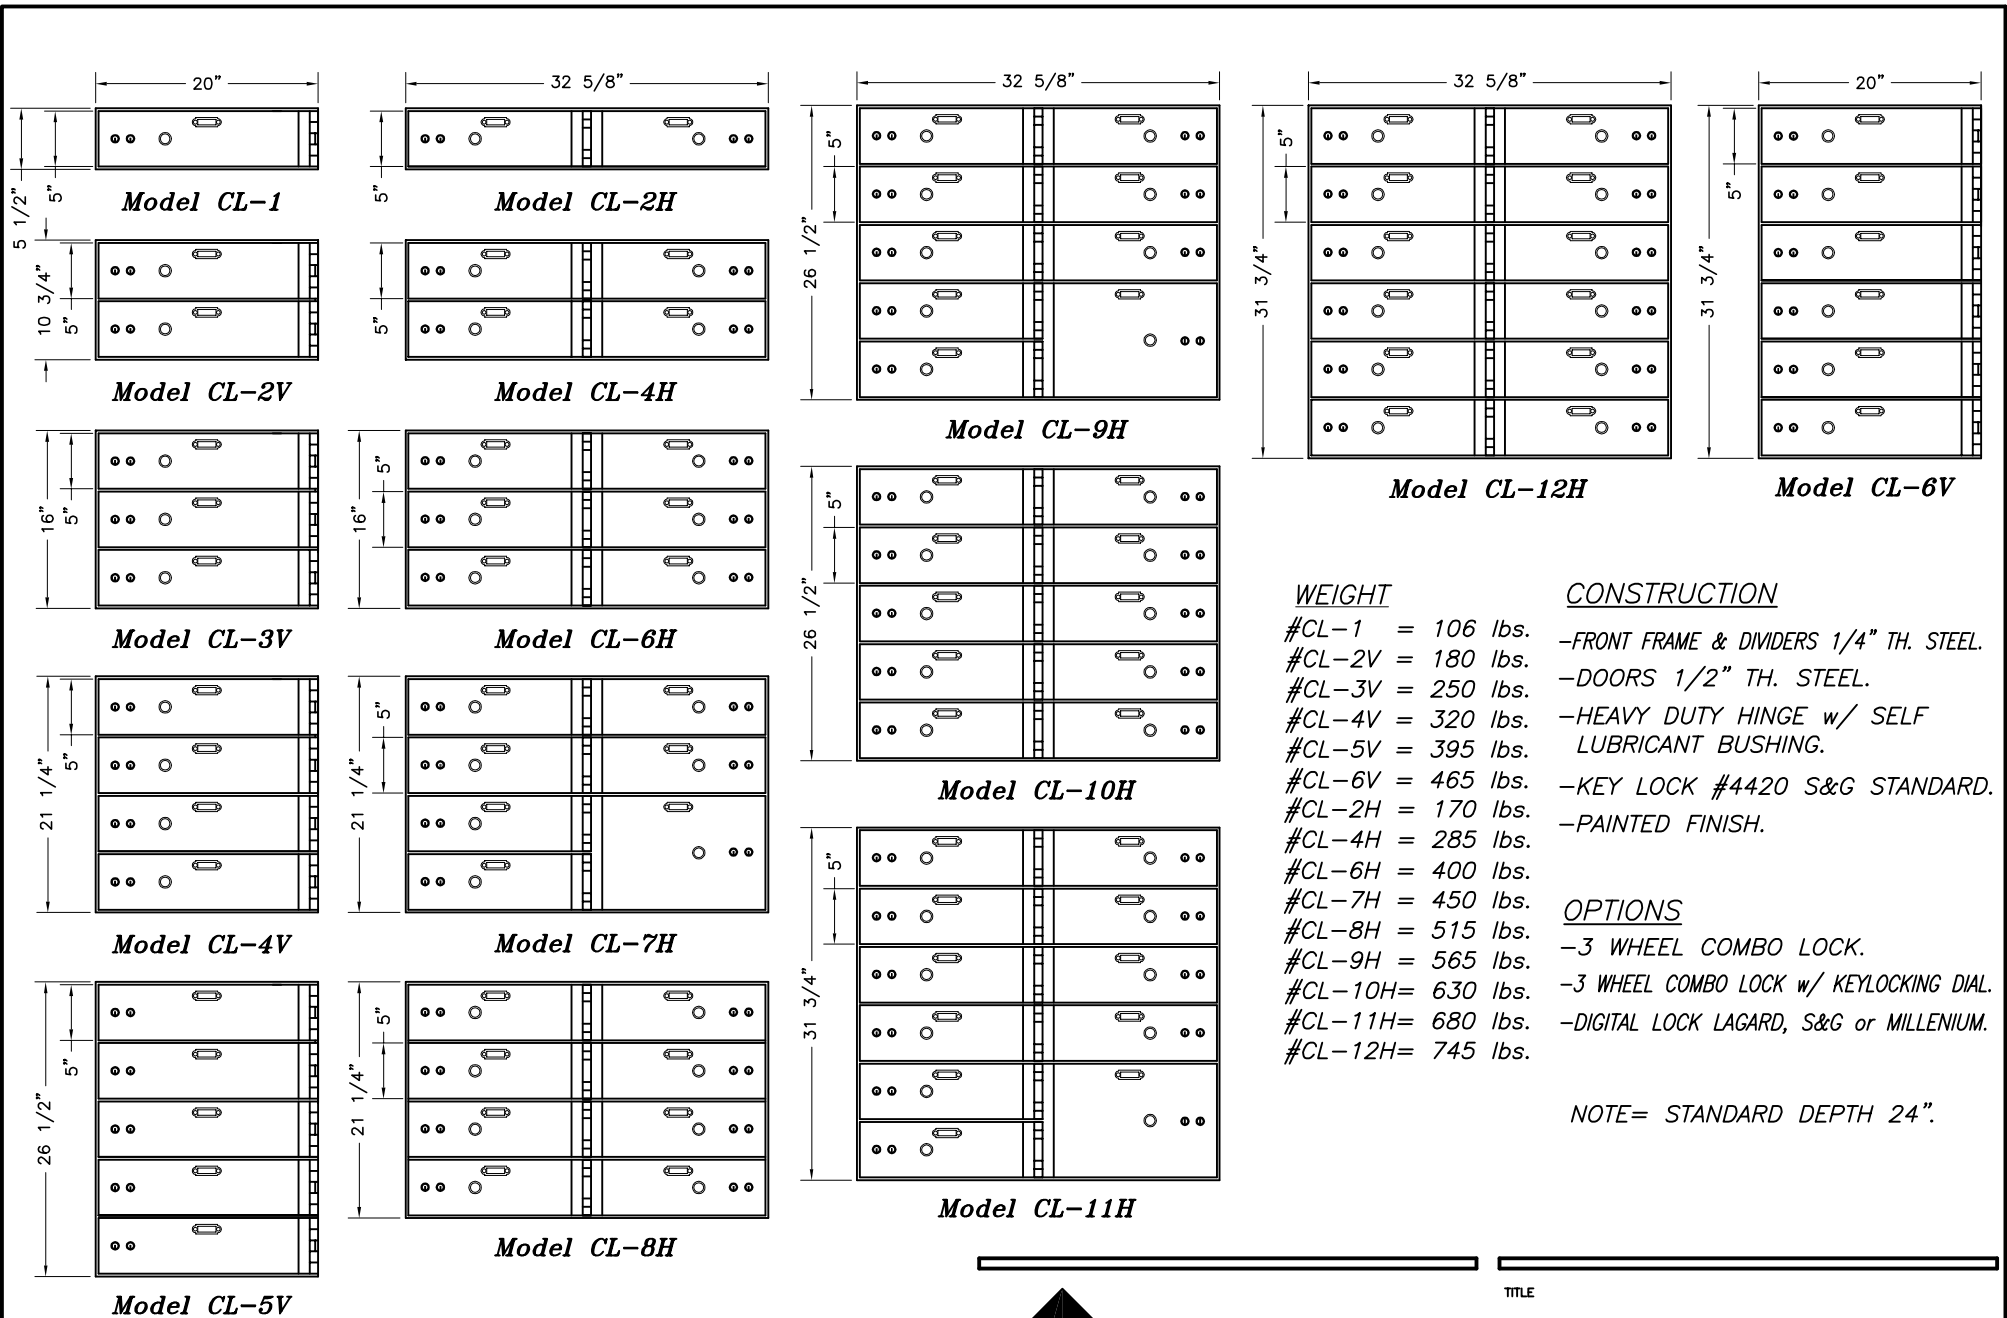 20"
5 1/2"
5"
Model CL-1
10 3/4"
5"
Model CL-2V
16"
5"
Model CL-3V
21 1/4"
5"
Model CL-4V
26 1/2"
5"
Model CL-5V
32 5/8"
5"
Model CL-2H
5"
Model CL-4H
16"
5"
Model CL-6H
21 1/4"
5"
Model CL-7H
21 1/4"
5"
Model CL-8H
32 5/8"
5"
26 1/2"
Model CL-9H
5"
26 1/2"
Model CL-10H
5"
31 3/4"
Model CL-11H
32 5/8"
5"
31 3/4"
Model CL-12H
20"
5"
31 3/4"
Model CL-6V
WEIGHT
#CL-1 = 106 lbs.
#CL-2V = 180 lbs.
#CL-3V = 250 lbs.
#CL-4V = 320 lbs.
#CL-5V = 395 lbs.
#CL-6V = 465 lbs.
#CL-2H = 170 lbs.
#CL-4H = 285 lbs.
#CL-6H = 400 lbs.
#CL-7H = 450 lbs.
#CL-8H = 515 lbs.
#CL-9H = 565 lbs.
#CL-10H= 630 lbs.
#CL-11H= 680 lbs.
#CL-12H= 745 lbs.
CONSTRUCTION
-FRONT FRAME & DIVIDERS 1/4" TH. STEEL.
-DOORS 1/2" TH. STEEL.
-HEAVY DUTY HINGE w/ SELF
LUBRICANT BUSHING.
-KEY LOCK #4420 S&G STANDARD.
-PAINTED FINISH.
OPTIONS
-3 WHEEL COMBO LOCK.
-3 WHEEL COMBO LOCK w/ KEYLOCKING DIAL.
-DIGITAL LOCK LAGARD, S&G or MILLENIUM.
NOTE= STANDARD DEPTH 24".
TITLE